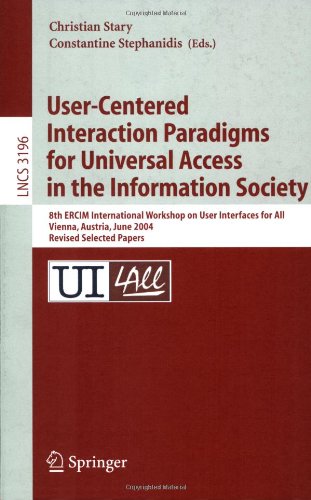 Christian Stary
Constantine Stephanidis (Eds.)
LNCS 3196
User-Centered
Interaction Paradigms
for Universal Access
in the Information Society
8th ERCIM International Workshop on User Interfaces for All
Vienna, Austria, June 2004
Revised Selected Papers
UI 4ALL
Springer